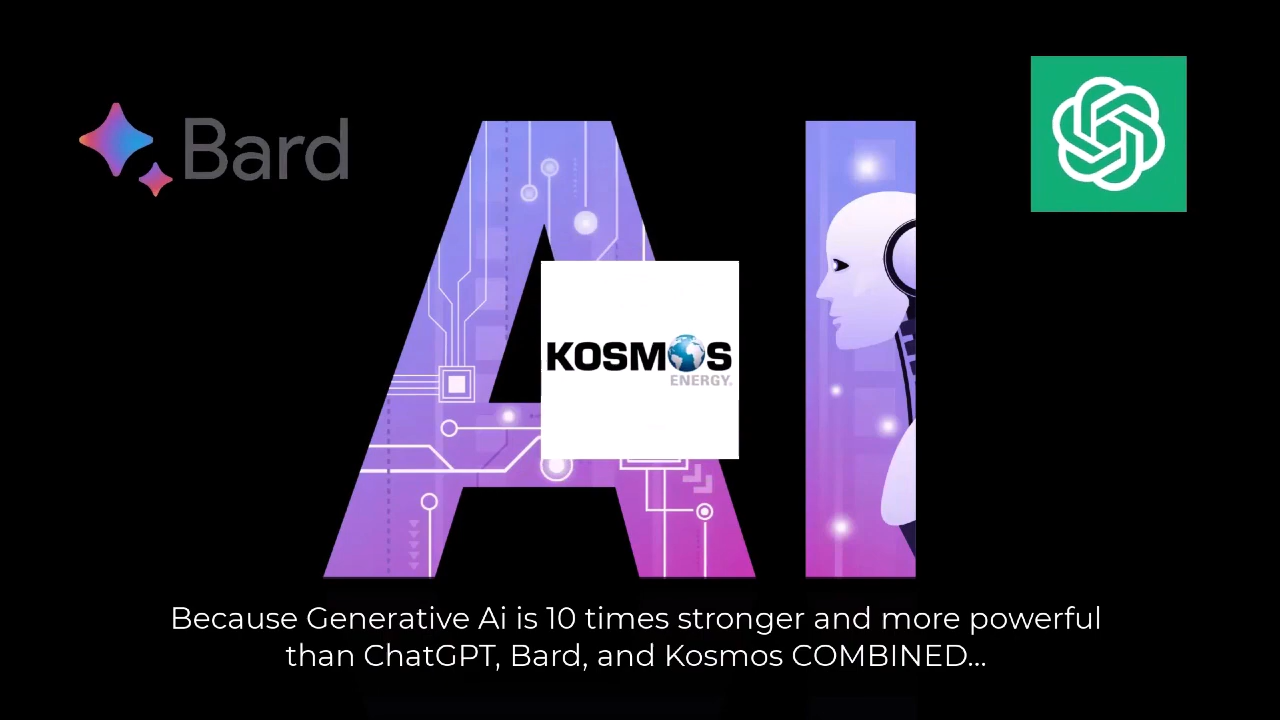 Bard
AI
KOSMOS
ENERGY.
Because Generative Ai is 10 times stronger and more powerful
than ChatGPT, Bard, and Kosmos COMBINED...